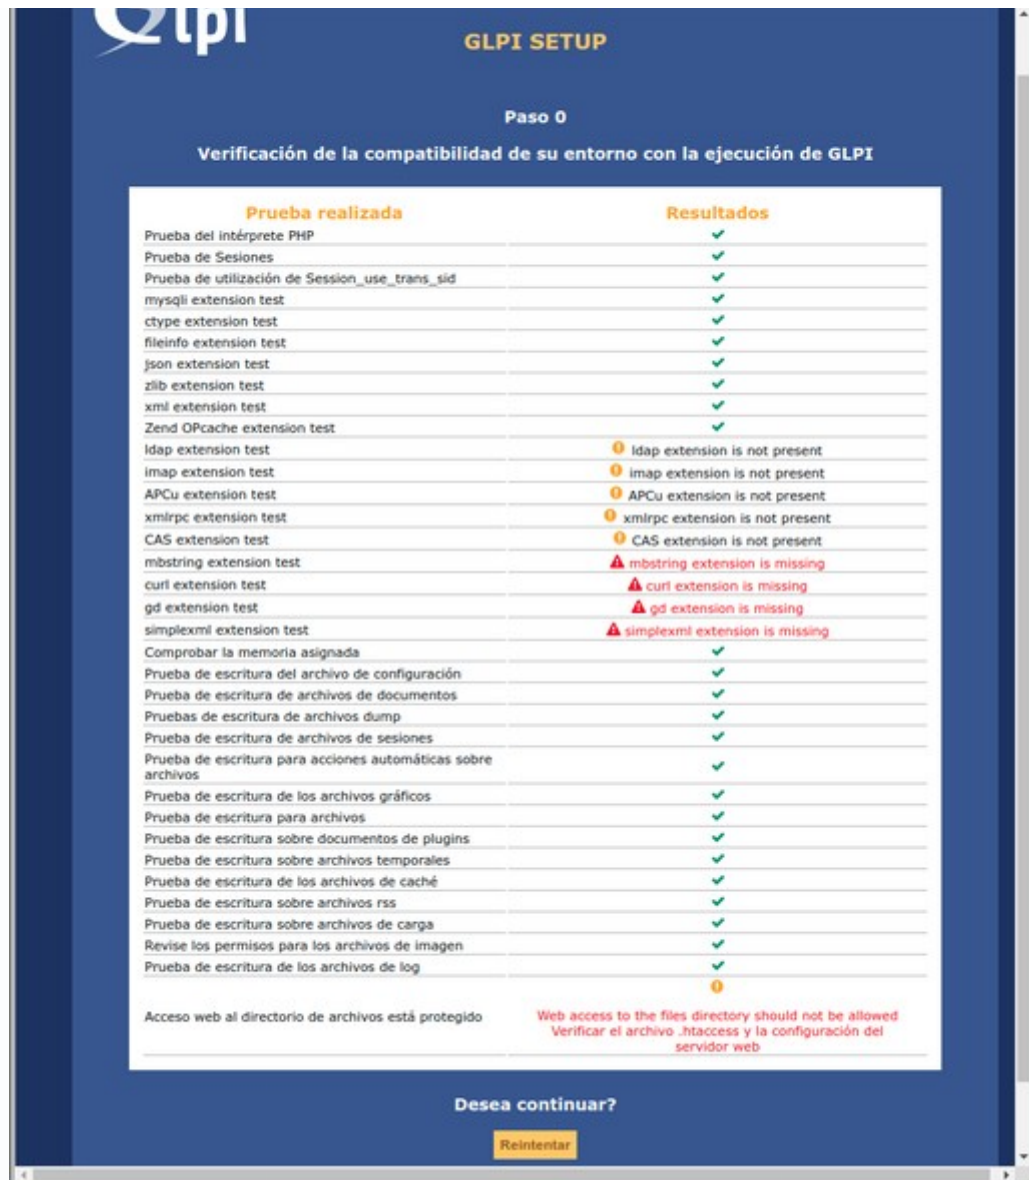 Glpi
GLPI SETUP
Paso 0
Verificación de la compatibilidad de su entorno con la ejecución de GLPI
Prueba realizada Resultados
Prueba del intérprete PHP
Prueba de Sesiones
Prueba de utilización de Session_use_trans_sid
mysqli extension test
ctype extension test
fileinfo extension test
json extension test
zlib extension test
xml extension test
Zend OPcache extension test
ldap extension test ldap extension is not present
imap extension test imap extension is not present
APCu extension test APCu extension is not present
xmlrpc extension test xmlrpc extension is not present
CAS extension test CAS extension is not present
mbstring extension test mbstring extension is missing
curl extension test curl extension is missing
gd extension test gd extension is missing
simplexml extension test simplexml extension is missing
Comprobar la memoria asignada
Prueba de escritura del archivo de configuración
Prueba de escritura de archivos de documentos
Pruebas de escritura de archivos dump
Prueba de escritura de archivos de sesiones
Prueba de escritura para acciones automáticas sobre
archivos
Prueba de escritura de los archivos gráficos
Prueba de escritura para archivos
Prueba de escritura sobre documentos de plugins
Prueba de escritura sobre archivos temporales
Prueba de escritura de los archivos de caché
Prueba de escritura sobre archivos rss
Prueba de escritura sobre archivos de carga
Revise los permisos para los archivos de imagen
Prueba de escritura de los archivos de log
Acceso web al directorio de archivos está protegido Web access to the files directory should not be allowed
Verificar el archivo .htaccess y la configuración del
servidor web
Desea continuar?
Reintentar